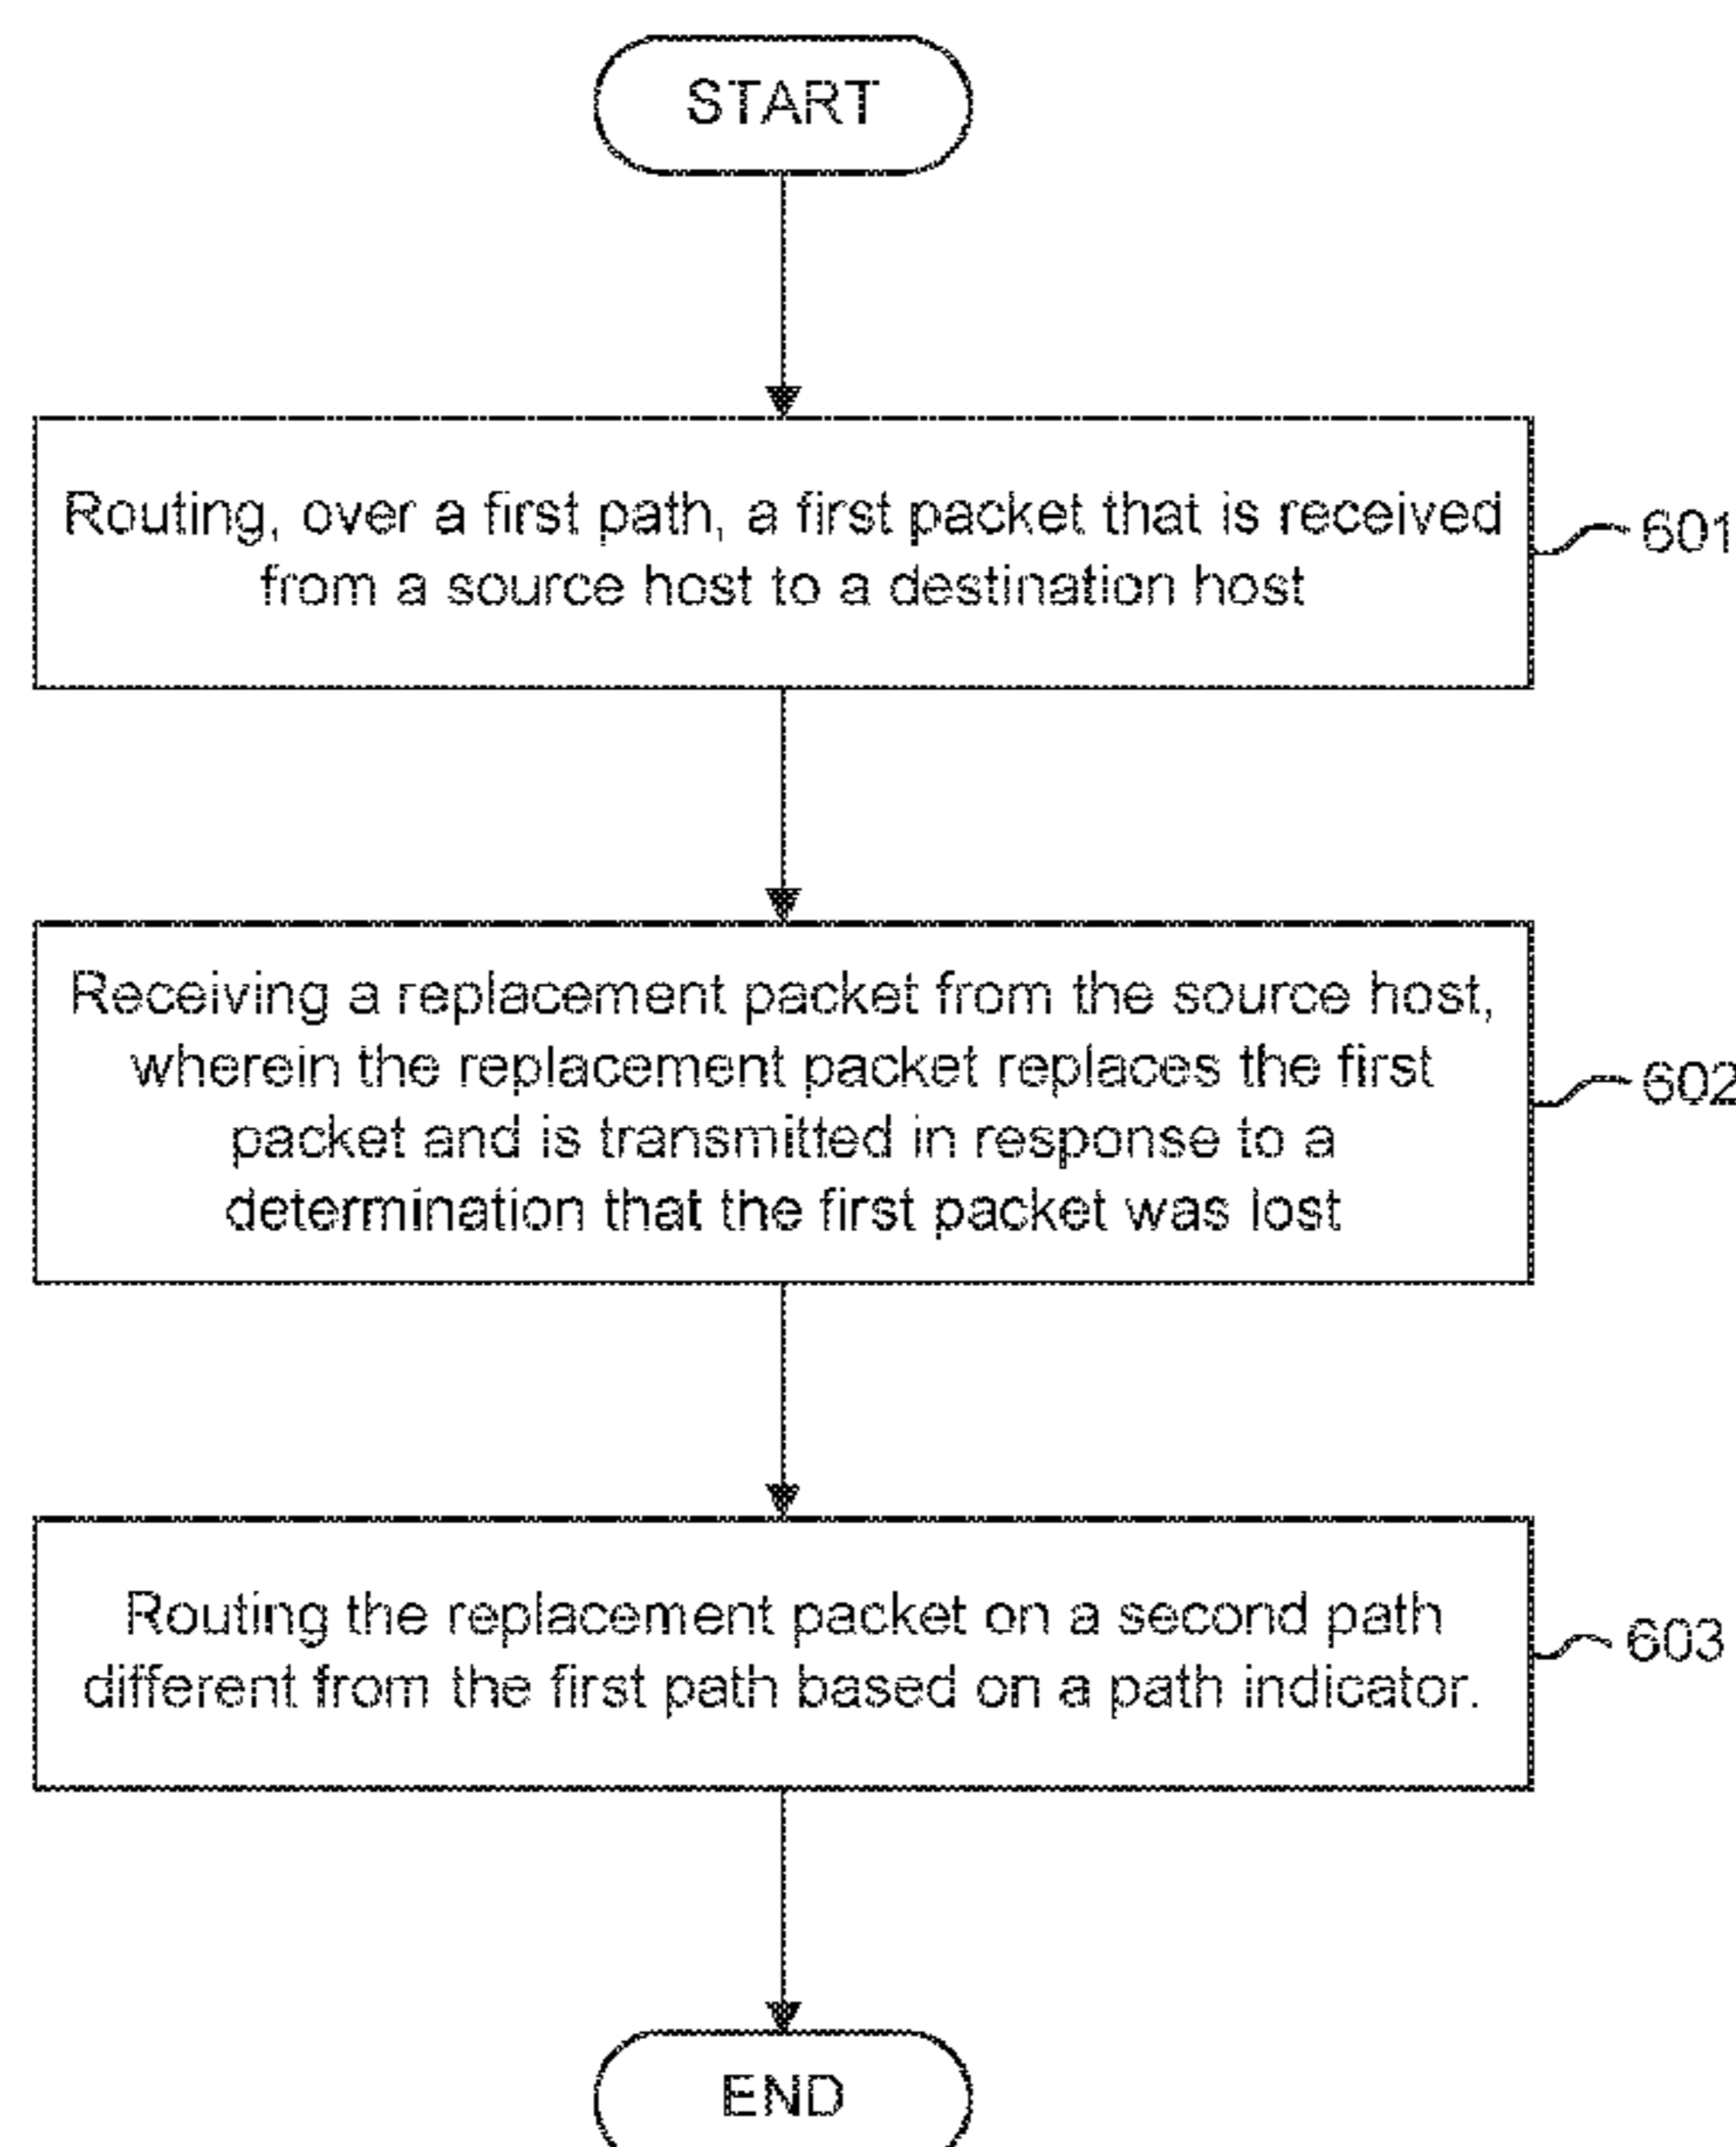 START
Routing, over a first path, a first packet that is received
from a source host to a destination host
601
Receiving a replacement packet from the source host,
wherein the replacement packet replaces the first
packet and is transmitted in response to a
determination that the first packet was lost
602
Routing the replacement packet on a second path
different from the first path based on a path indicator.
603
END